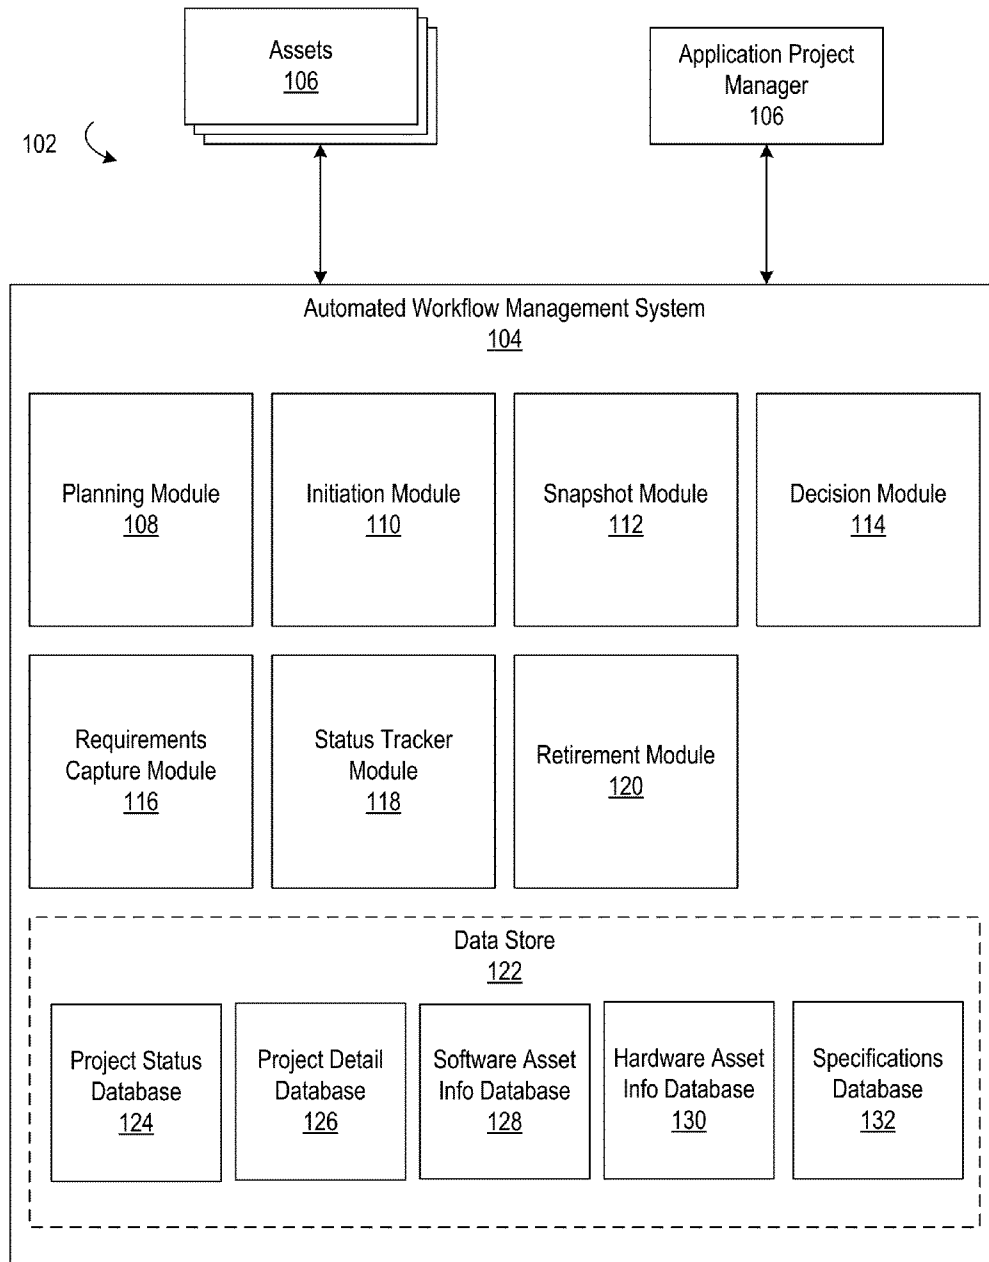 Assets
106
Application Project
Manager
106
102
Automated Workflow Management System
104
Planning Module
108
Initiation Module
110
Snapshot Module
112
Decision Module
114
Requirements
Capture Module
116
Status Tracker
Module
118
Retirement Module
120
Data Store
122
Project Status
Database
124
Project Detail
Database
126
Software Asset
Info Database
128
Hardware Asset
Info Database
130
Specifications
Database
132